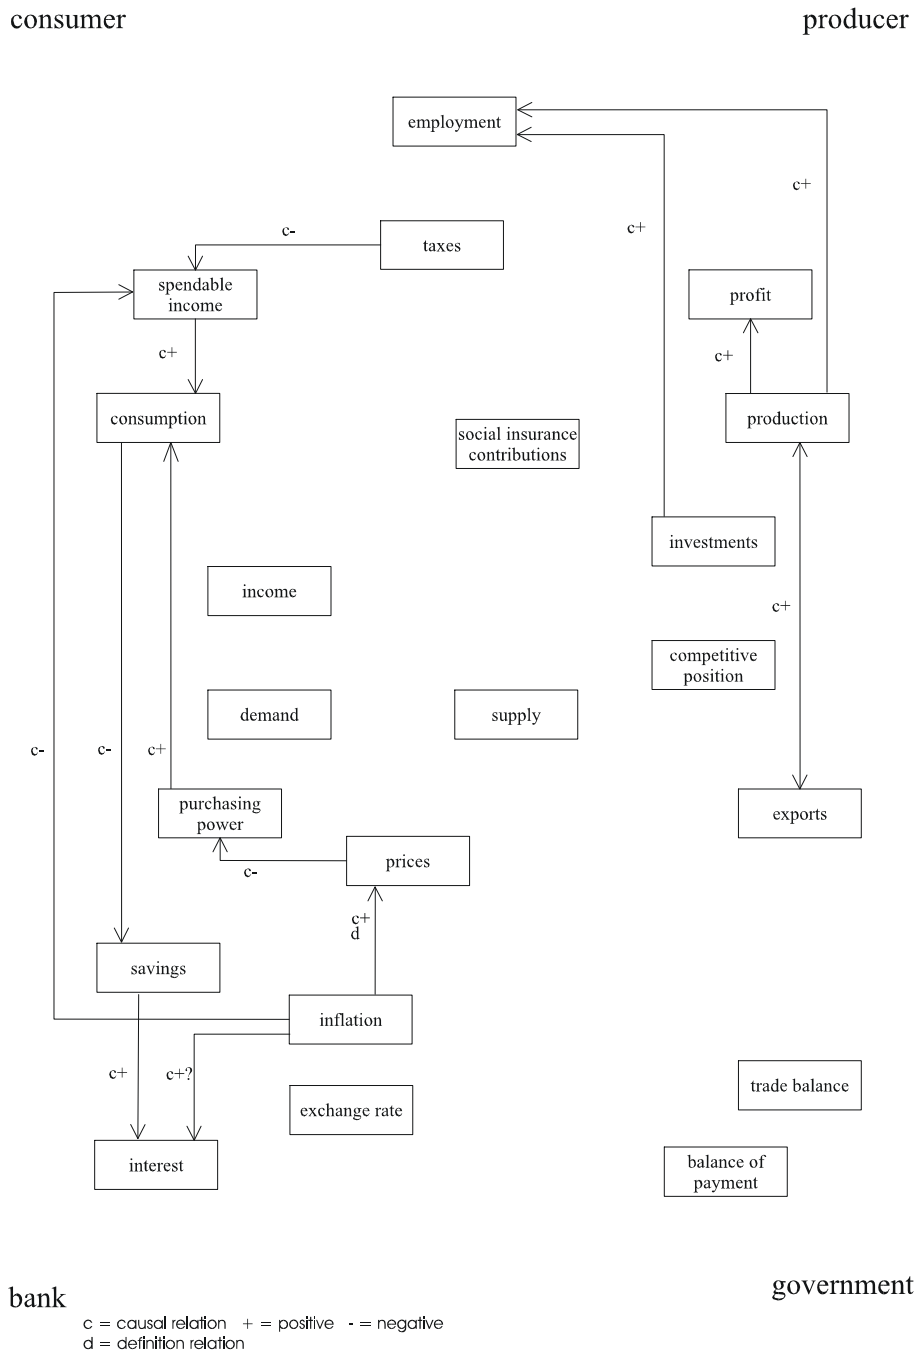 consumer
producer
employment
c+
c-
taxes
c+
spendable
income
profit
c+
c+
consumption
production
social insurance
contributions
investments
income
c+
competitive
position
demand
supply
c-
c-
c+
purchasing
power
exports
prices
c-
c+
d
savings
inflation
c+
c+?
trade balance
exchange rate
interest
balance of
payment
bank
government
c = causal relation + = positive - = negative
d = definition relation